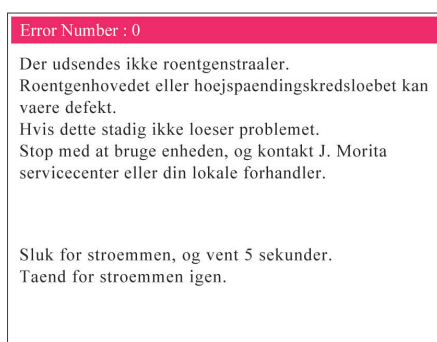 Error Number : 0
Der udsendes ikke roentgenstraaler.
Roentgenhovedet eller hoejspaendingskredsloebet kan
vaere defekt.
Hvis dette stadig ikke loeser problemet.
Stop med at bruge enheden, og kontakt J. Morita
servicecenter eller din lokale forhandler.
Sluk for stroemmen, og vent 5 sekunder.
Taend for stroemmen igen.